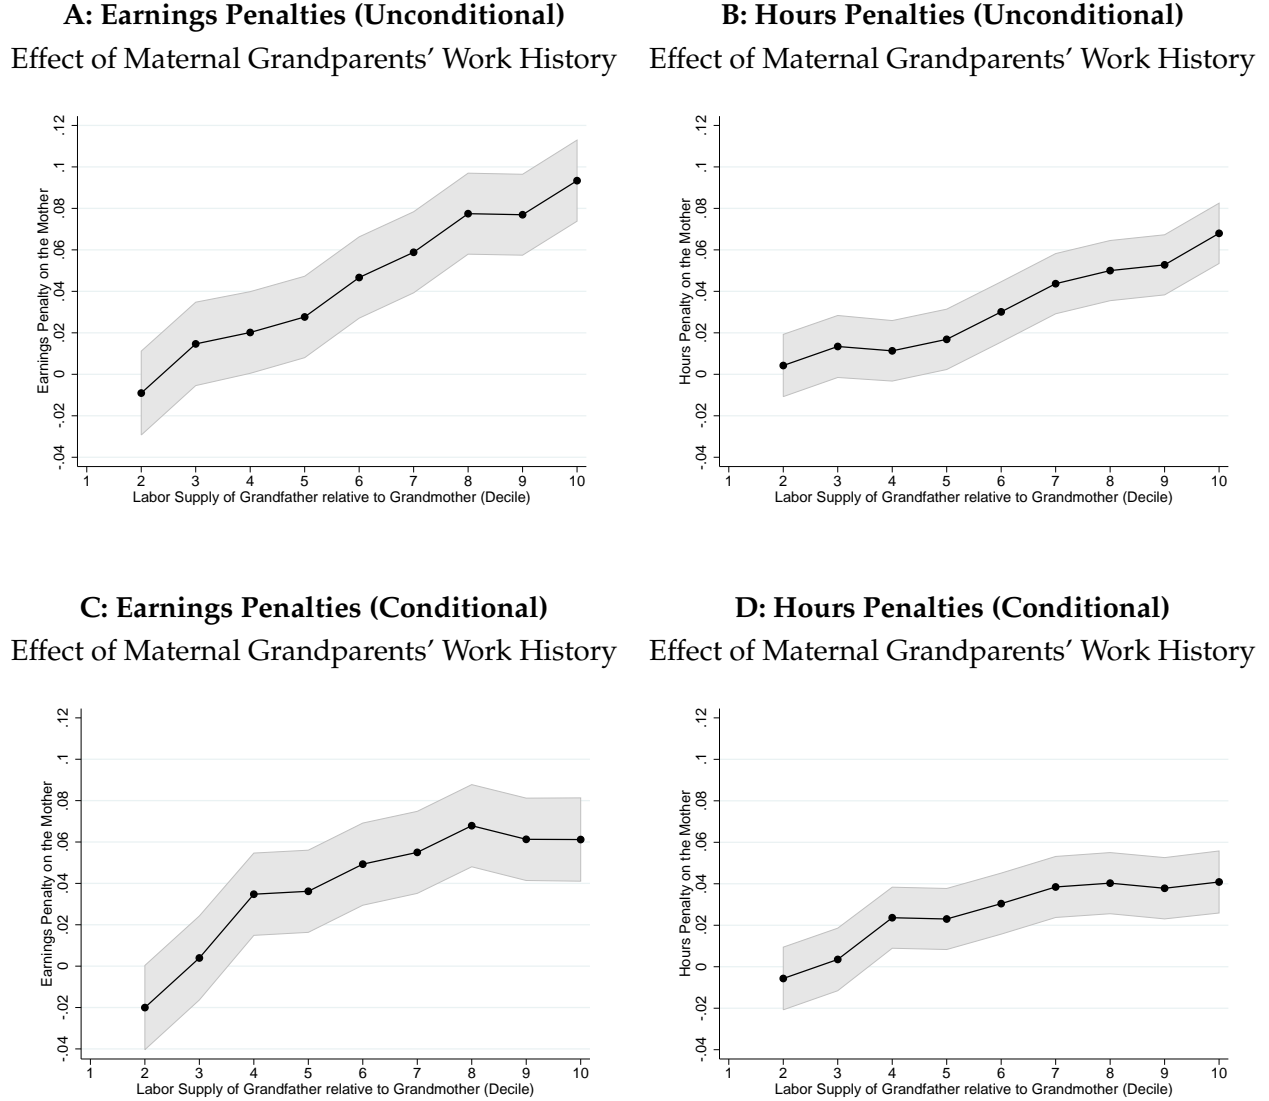 A: Earnings Penalties (Unconditional)
Effect of Maternal Grandparents' Work History
Earnings Penalty on the Mother
.12
.1
.08
.06
.04
.02
0
-.02
-.04
1 2 3 4 5 6 7 8 9 10
Labor Supply of Grandfather relative to Grandmother (Decile)
B: Hours Penalties (Unconditional)
Effect of Maternal Grandparents' Work History
Hours Penalty on the Mother
.12
.1
.08
.06
.04
.02
0
-.02
-.04
1 2 3 4 5 6 7 8 9 10
Labor Supply of Grandfather relative to Grandmother (Decile)
C: Earnings Penalties (Conditional)
Effect of Maternal Grandparents' Work History
Earnings Penalty on the Mother
.12
.1
.08
.06
.04
.02
0
-.02
-.04
1 2 3 4 5 6 7 8 9 10
Labor Supply of Grandfather relative to Grandmother (Decile)
D: Hours Penalties (Conditional)
Effect of Maternal Grandparents' Work History
Hours Penalty on the Mother
.12
.1
.08
.06
.04
.02
0
-.02
-.04
1 2 3 4 5 6 7 8 9 10
Labor Supply of Grandfather relative to Grandmother (Decile)